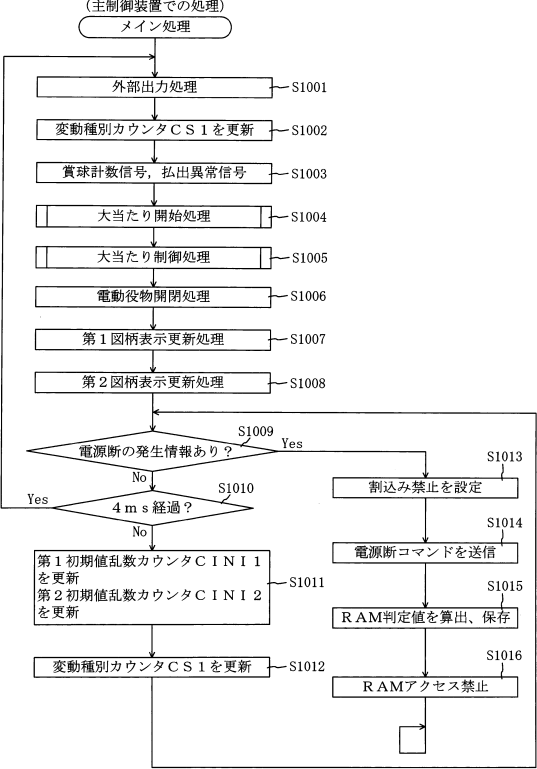 (主制御装置での処理)
メイン処理
外部出力処理
S1001
変動種別カウンタCS1を更新
S1002
賞球計数信号，払出異常信号
S1003
大当たり開始処理
S1004
大当たり制御処理
S1005
電動役物開閉処理
S1006
第1図柄表示更新処理
S1007
第2図柄表示更新処理
S1008
電源断の発生情報あり？
S1009
Yes
No
4ms経過？
S1010
Yes
No
第1初期値乱数カウンタCINI1
を更新
第2初期値乱数カウンタCINI2
を更新
S1011
変動種別カウンタCS1を更新
S1012
割込み禁止を設定
S1013
電源断コマンドを送信
S1014
RAM判定値を算出、保存
S1015
RAMアクセス禁止
S1016